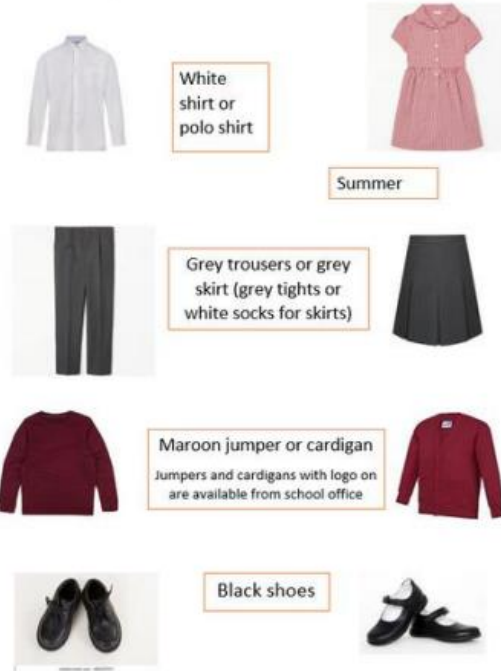 White
shirt or
polo shirt
Summer
Grey trousers or grey
skirt (grey tights or
white socks for skirts)
Maroon jumper or cardigan
Jumpers and cardigans with logo on
are available from school office
Black shoes